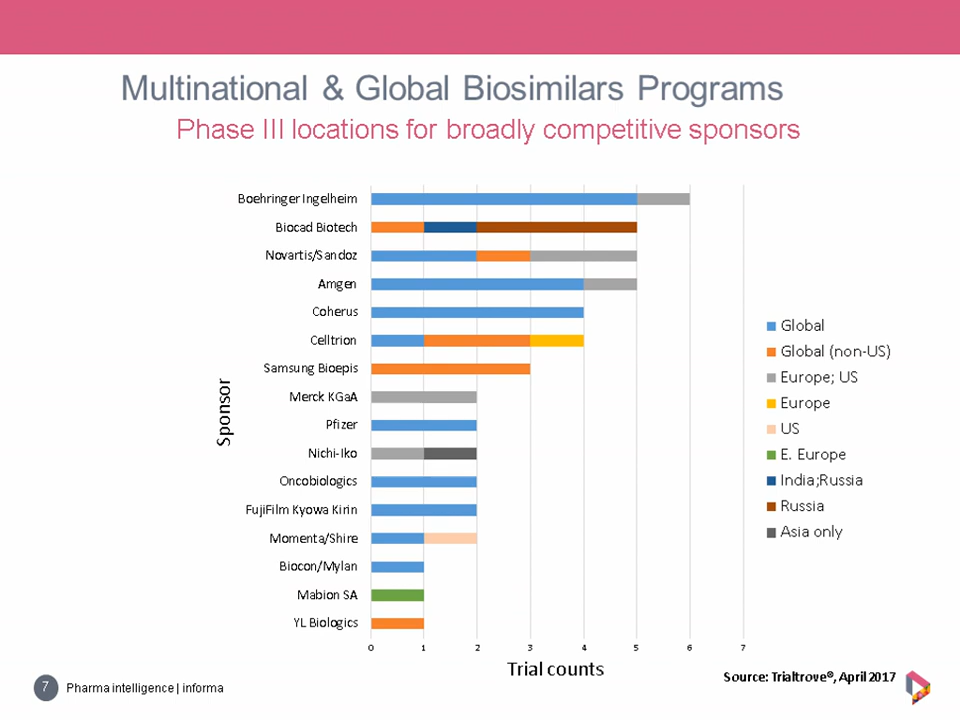 Multinational & Global Biosimilars Programs
Phase III locations for broadly competitive sponsors
Boehringer Ingelheim
Biocad Biotech
Novartis/Sandoz
Amgen
Coherus
Celltrion
Samsung Bioepis
Merck KGaA
Pfizer
Nichi-Iko
Oncobiologics
FujiFilm Kyowa Kirin
Momenta/Shire
Biocon/Mylan
Mabion SA
YL Biologics
Sponsor
0 1 2 3 4 5 6 7
Trial counts
Global
Global (non-US)
Europe; US
Europe
US
E. Europe
India;Russia
Russia
Asia only
Source: Trialtrove®, April 2017
7 Pharma intelligence | informa